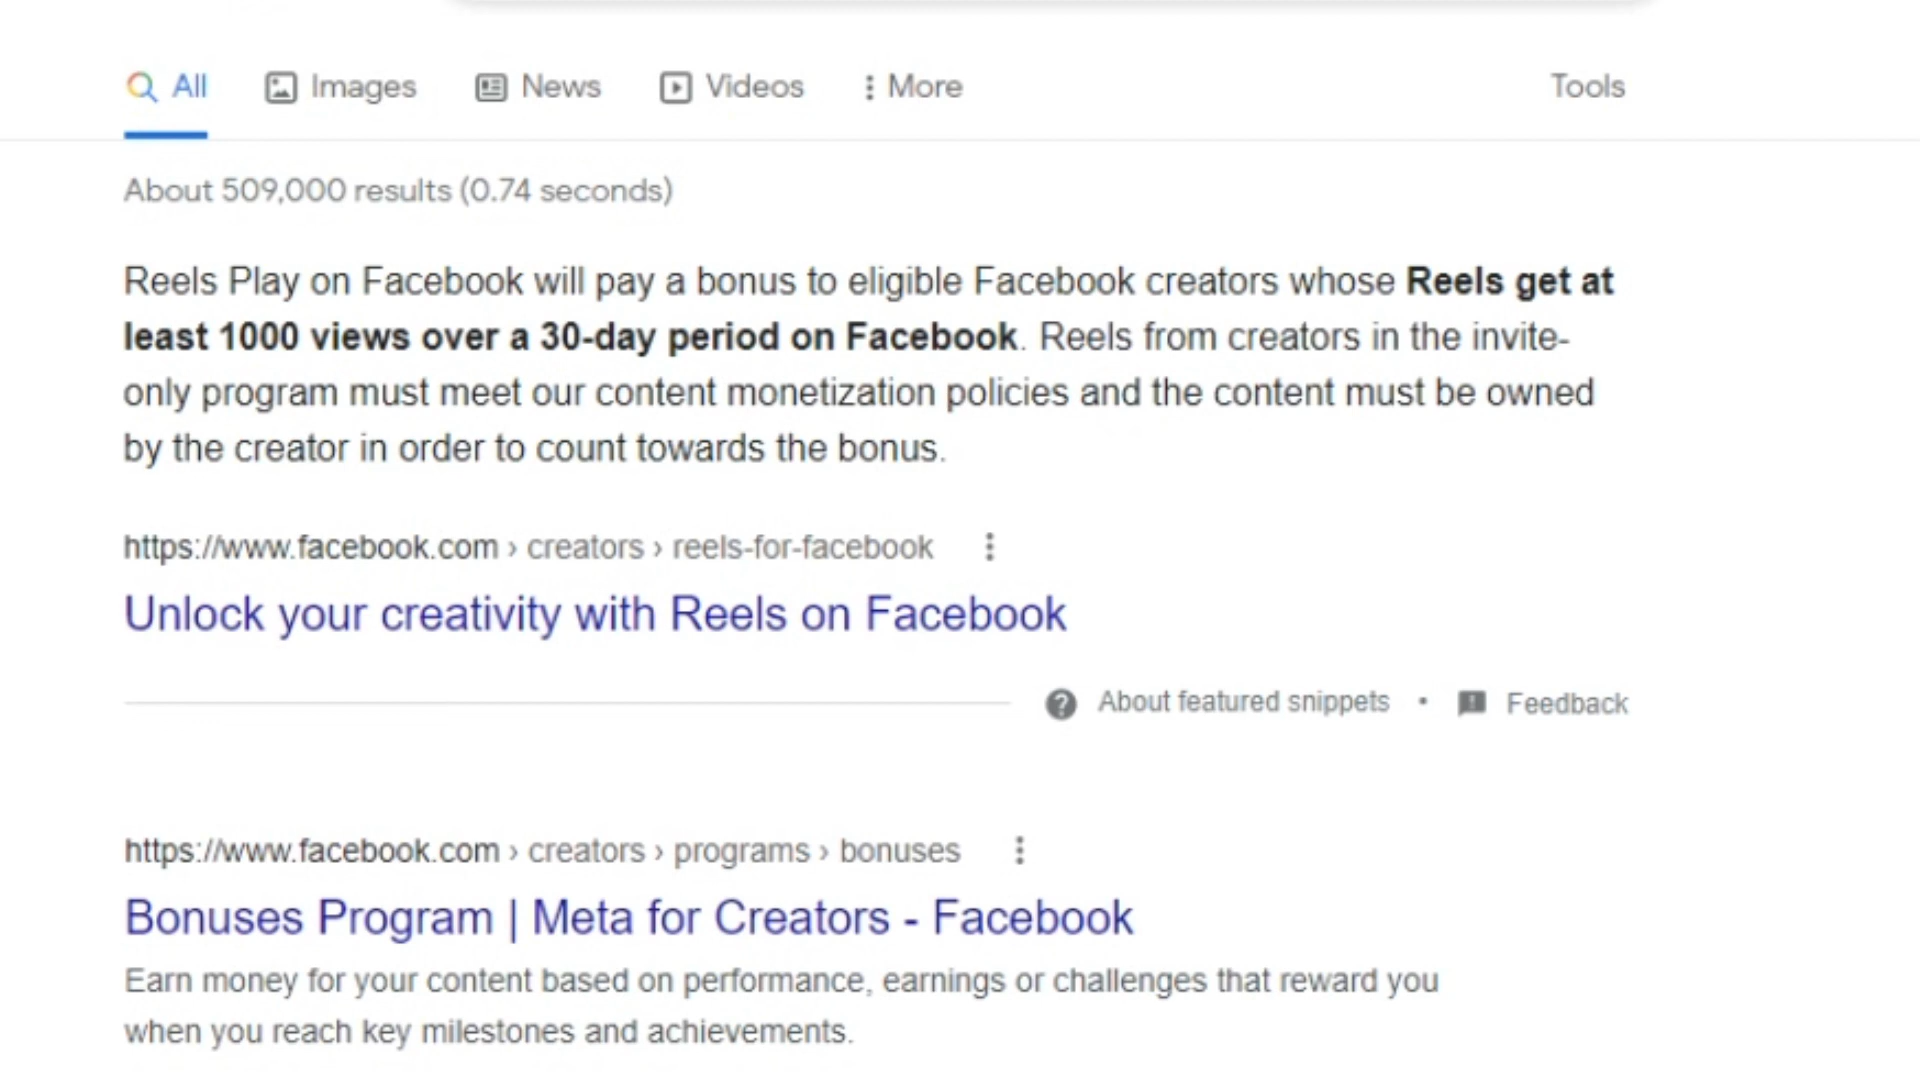 All Images News Videos More Tools
About 509,000 results (0.74 seconds)
Reels Play on Facebook will pay a bonus to eligible Facebook creators whose Reels get at
least 1000 views over a 30-day period on Facebook. Reels from creators in the invite-
only program must meet our content monetization policies and the content must be owned
by the creator in order to count towards the bonus.
https://www.facebook.com › creators › reels-for-facebook
Unlock your creativity with Reels on Facebook
About featured snippets • Feedback
https://www.facebook.com › creators › programs › bonuses
Bonuses Program | Meta for Creators - Facebook
Earn money for your content based on performance, earnings or challenges that reward you
when you reach key milestones and achievements.